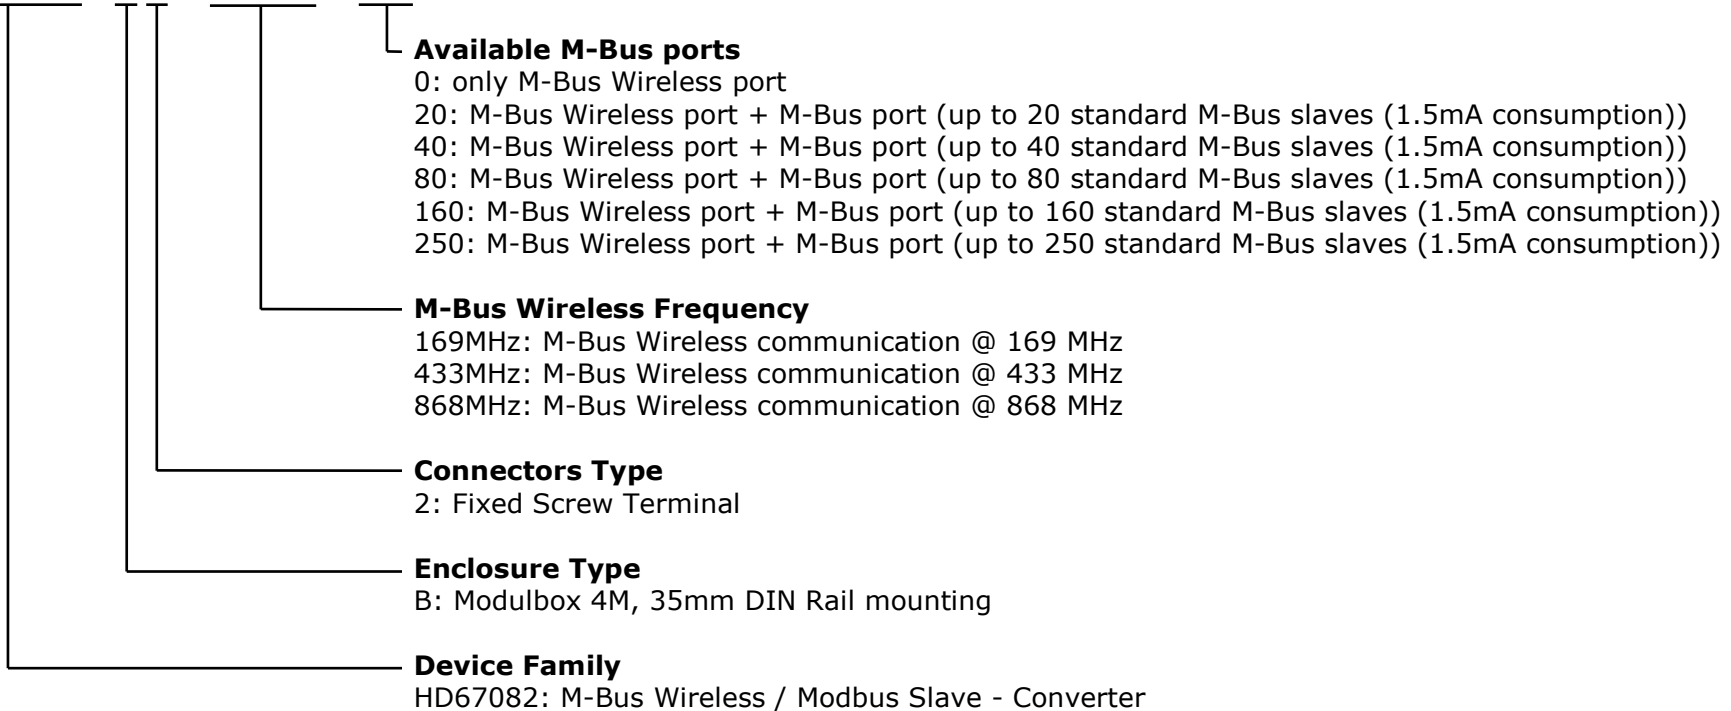 Available M-Bus ports
0: only M-Bus Wireless port
20: M-Bus Wireless port + M-Bus port (up to 20 standard M-Bus slaves (1.5mA consumption))
40: M-Bus Wireless port + M-Bus port (up to 40 standard M-Bus slaves (1.5mA consumption))
80: M-Bus Wireless port + M-Bus port (up to 80 standard M-Bus slaves (1.5mA consumption))
160: M-Bus Wireless port + M-Bus port (up to 160 standard M-Bus slaves (1.5mA consumption))
250: M-Bus Wireless port + M-Bus port (up to 250 standard M-Bus slaves (1.5mA consumption))
M-Bus Wireless Frequency
169MHz: M-Bus Wireless communication @ 169 MHz
433MHz: M-Bus Wireless communication @ 433 MHz
868MHz: M-Bus Wireless communication @ 868 MHz
Connectors Type
2: Fixed Screw Terminal
Enclosure Type
B: Modulbox 4M, 35mm DIN Rail mounting
Device Family
HD67082: M-Bus Wireless / Modbus Slave - Converter